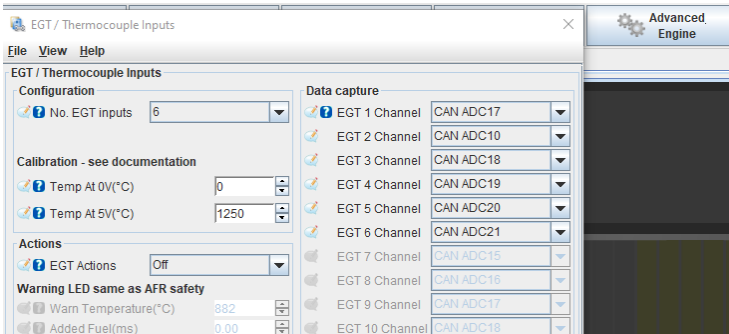 EGT / Thermocouple Inputs
Advanced
Engine
File View Help
EGT / Thermocouple Inputs
Configuration
No. EGT inputs 6
Calibration - see documentation
Temp At 0V(°C) 0
Temp At 5V(°C) 1250
Actions
EGT Actions Off
Warning LED same as AFR safety
Warn Temperature(°C) 882
Added Fuel(ms) 0.00
Data capture
EGT 1 Channel CAN ADC17
EGT 2 Channel CAN ADC10
EGT 3 Channel CAN ADC18
EGT 4 Channel CAN ADC19
EGT 5 Channel CAN ADC20
EGT 6 Channel CAN ADC21
EGT 7 Channel CAN ADC15
EGT 8 Channel CAN ADC16
EGT 9 Channel CAN ADC17
EGT 10 Channel CAN ADC18